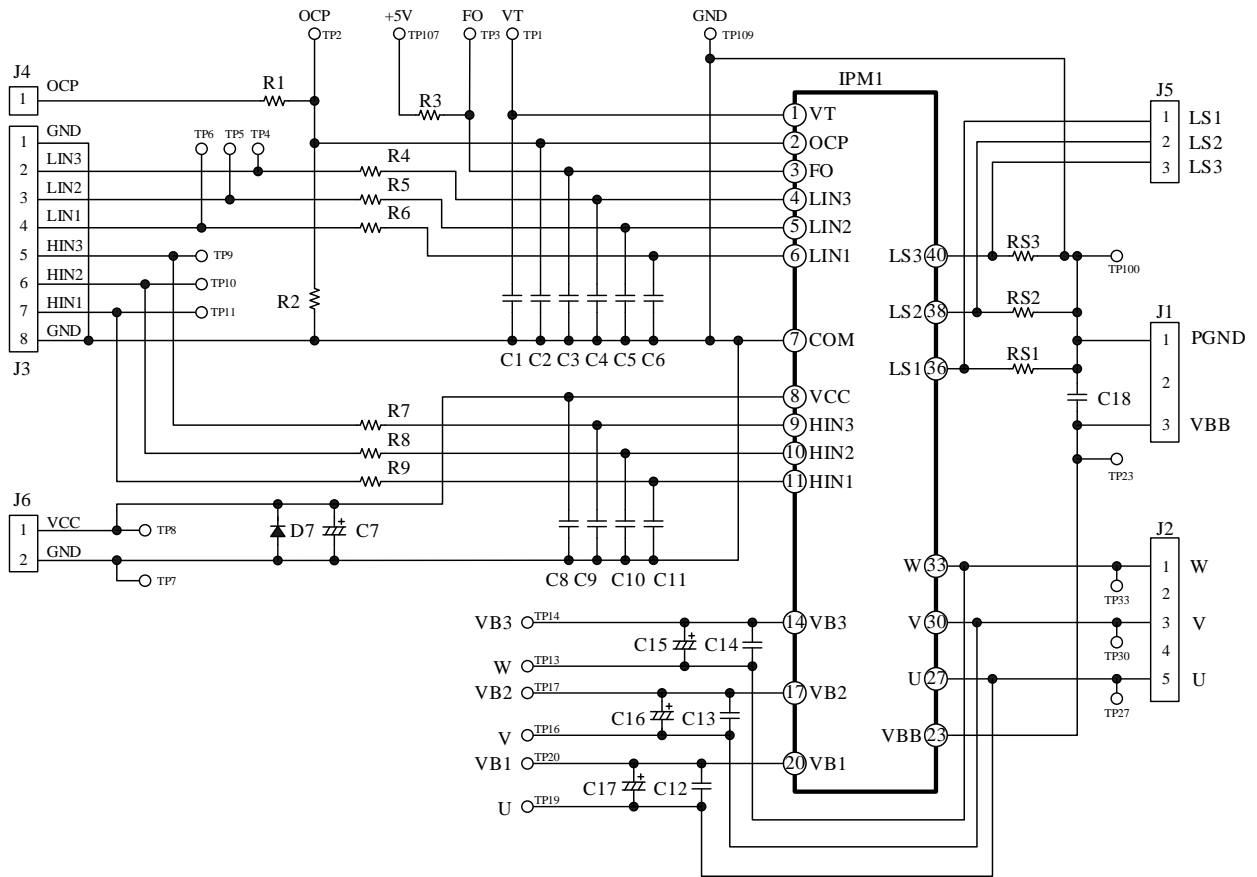 OCP +5V FO VT GND
TP2 TP107 TP3 TP1 TP109
J4 IPM1 J5
1 OCP R1 R3
1 VT 1 LS1
J3
1 GND TP6 TP5 TP4 2 OCP 2 LS2
2 LIN3 R4 3 FO 3 LS3
3 LIN2 R5 4 LIN3
4 LIN1 R6 5 LIN2
5 HIN3 TP9 6 LIN1 LS3 40 RS3 TP100
6 HIN2 TP10 R2
7 HIN1 TP11 LS2 38 RS2 J1
8 GND C1 C2 C3 C4 C5 C6 7 COM 1 PGND
LS1 36 RS1 2
8 VCC C18
R7 9 HIN3 3 VBB
R8 10 HIN2 TP23
R9 11 HIN1
J6
1 VCC TP8 D7 + C7 J2
2 GND TP7 C8 C9 C10 C11 W 33 TP33 1 W
2
VB3 TP14 C15 + C14 14 VB3 V 30 TP30 3 V
W TP13 4
VB2 TP17 C16 + C13 17 VB2 U 27 TP27 5 U
V TP16 VBB 23
VB1 TP20 C17 + C12 20 VB1
U TP19